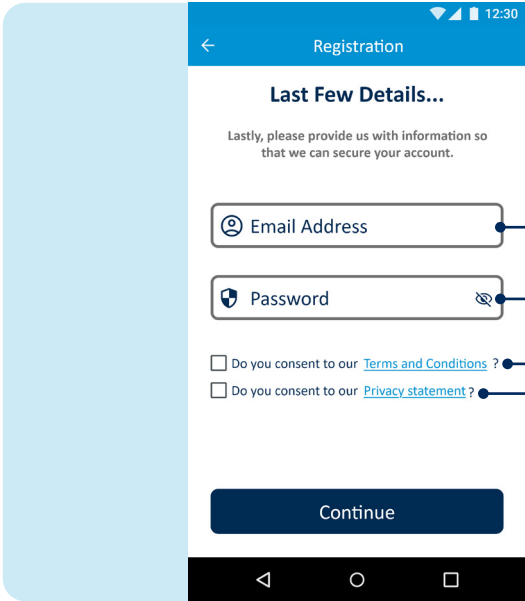 12:30
Registration
Last Few Details...
Lastly, please provide us with information so
that we can secure your account.
Email Address
Password
Do you consent to our Terms and Conditions ?
Do you consent to our Privacy statement ?
Continue